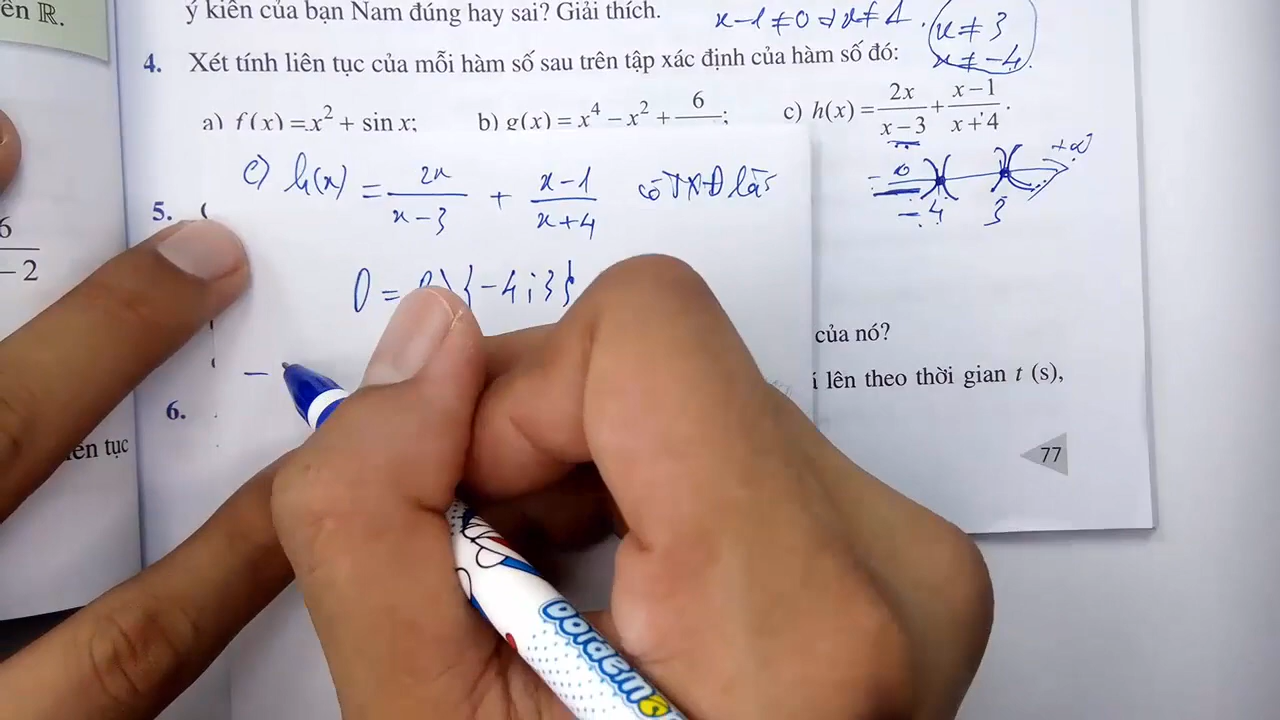 ên ℝ.
ý kiến của bạn Nam đúng hay sai? Giải thích.
x-1≠0 x≠1.
x≠3
x≠-4
4. Xét tính liên tục của mỗi hàm số sau trên tập xác định của hàm số đó:
a) f(x) = x² + sin x; b) g(x) = x⁴ − x² + 6/ ; c) h(x) = 2x/(x−3) + (x−1)/(x+4).
c) h(x) = 2x/(x−3) + (x−1)/(x+4) có TXĐ là:
-∞ -4 3 +∞
5. (
6
-2
D = R\{-4;3}
của nó?
lên theo thời gian t (s),
6.
ên tục
77
Doraemo